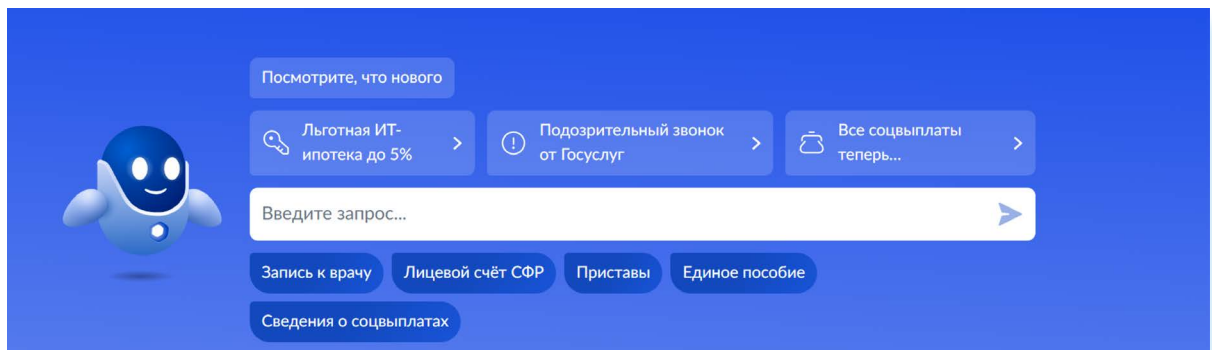 Посмотрите, что нового
Льготная ИТ-
ипотека до 5%
Подозрительный звонок
от Госуслуг
Все соцвыплаты
теперь...
Введите запрос...
Запись к врачу
Лицевой счёт СФР
Приставы
Единое пособие
Сведения о соцвыплатах